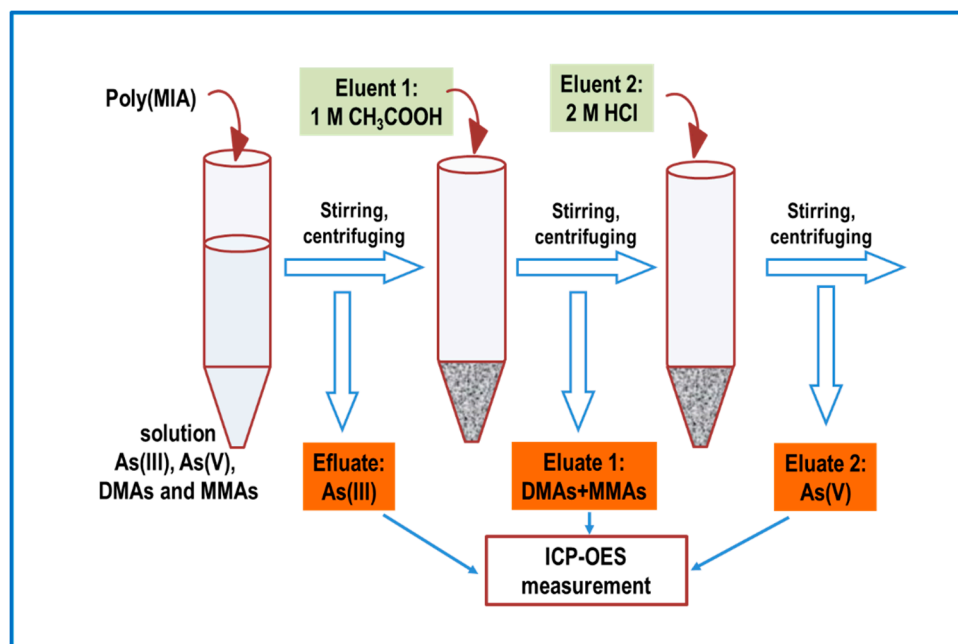 Poly(MIA)
Eluent 1:
1 M CH₃COOH
Eluent 2:
2 M HCl
Stirring,
centrifuging
Stirring,
centrifuging
Stirring,
centrifuging
solution
As(III), As(V),
DMAs and MMAs
Efluate:
As(III)
Eluate 1:
DMAs+MMAs
Eluate 2:
As(V)
ICP-OES
measurement